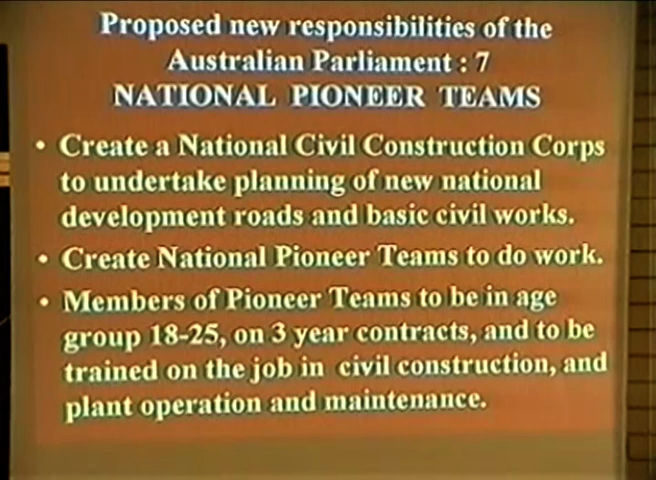 Proposed new responsibilities of the
Australian Parliament : 7
NATIONAL PIONEER TEAMS
• Create a National Civil Construction Corps
to undertake planning of new national
development roads and basic civil works.
• Create National Pioneer Teams to do work.
• Members of Pioneer Teams to be in age
group 18-25, on 3 year contracts, and to be
trained on the job in civil construction, and
plant operation and maintenance.